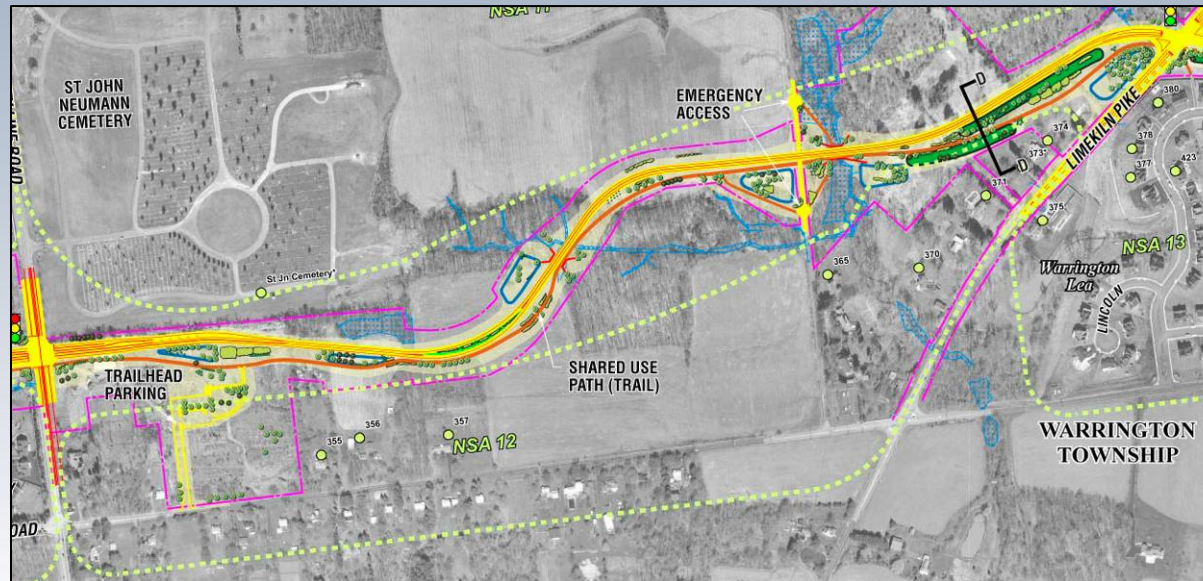 NSA 11
ST JOHN
NEUMANN
CEMETERY
EMERGENCY
ACCESS
D
D
LIMEKILN PIKE
380
378
374
373*
377
423
371
375
NSA 13
365
370
Warrington
Lea
LINCOLN
St Jn Cemetery*
ROAD
SHARED USE
PATH (TRAIL)
TRAILHEAD
PARKING
355
356
357
NSA 12
WARRINGTON
TOWNSHIP
OAD